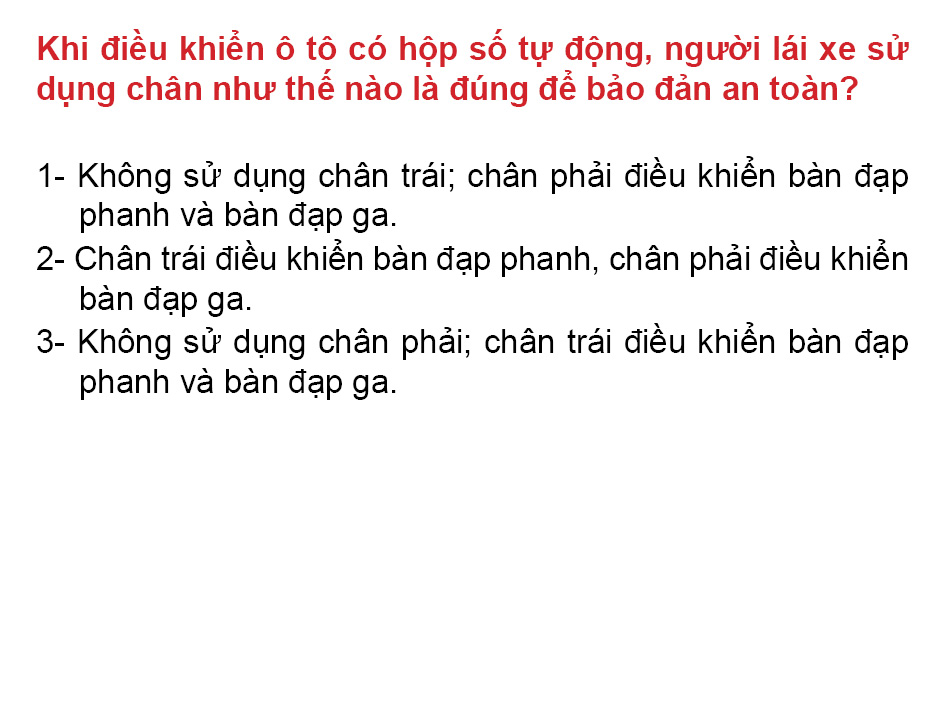 Khi điều khiển ô tô có hộp số tự động, người lái xe sử
dụng chân như thế nào là đúng để bảo đản an toàn?
1- Không sử dụng chân trái; chân phải điều khiển bàn đạp
phanh và bàn đạp ga.
2- Chân trái điều khiển bàn đạp phanh, chân phải điều khiển
bàn đạp ga.
3- Không sử dụng chân phải; chân trái điều khiển bàn đạp
phanh và bàn đạp ga.